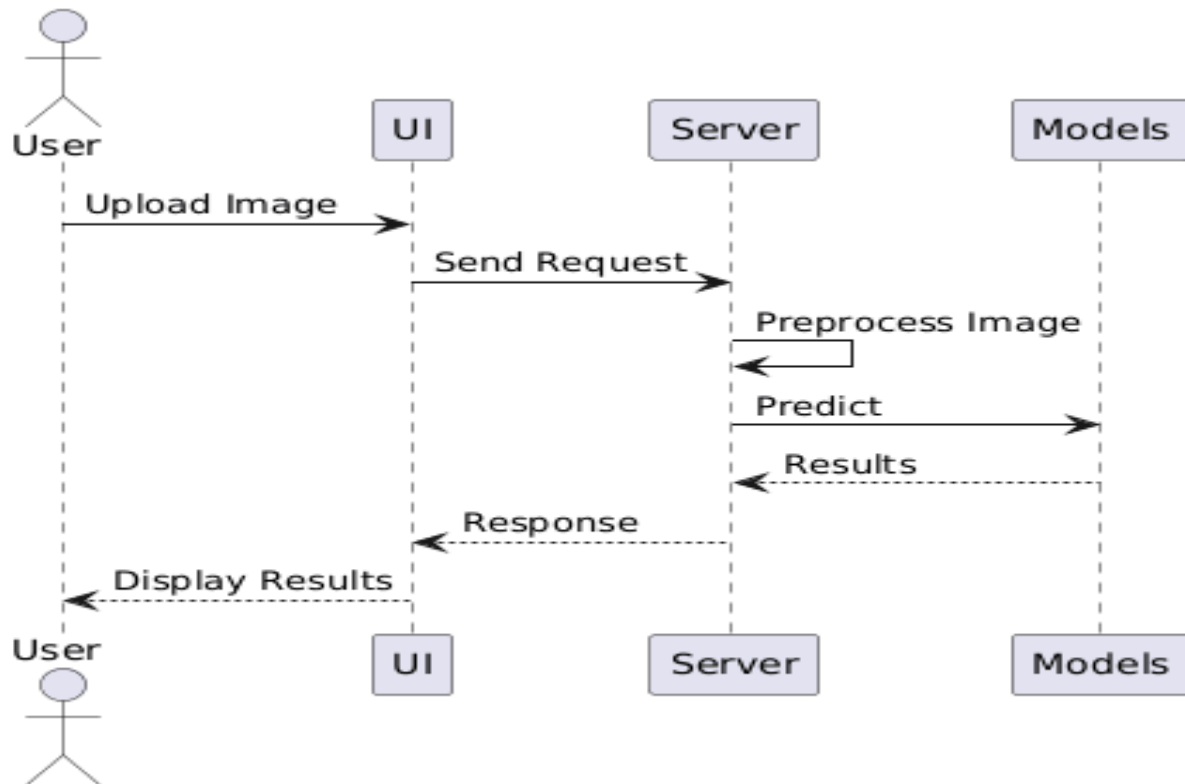 User
UI
Server
Models
Upload Image
Send Request
Preprocess Image
Predict
Results
Response
Display Results
User
UI
Server
Models